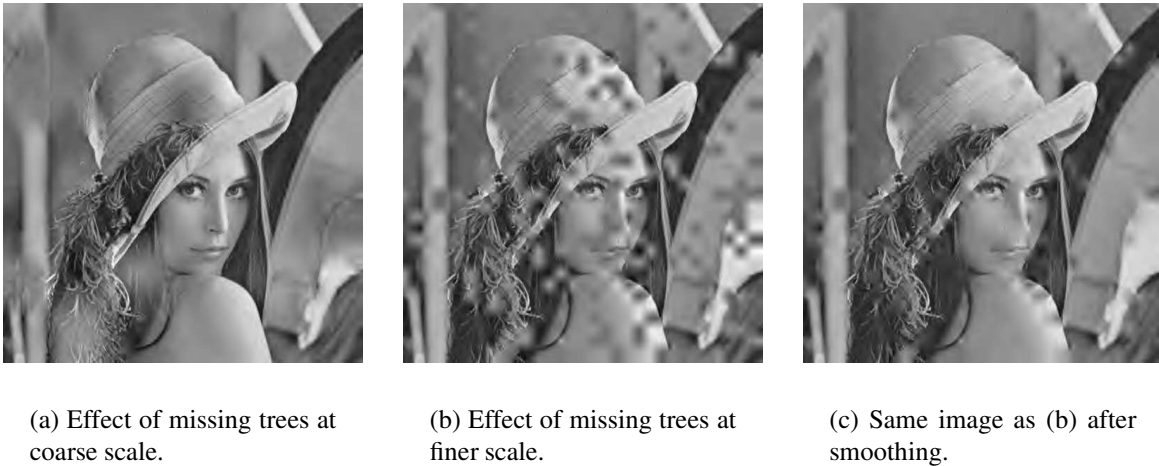 (a) Effect of missing trees at
coarse scale.
(b) Effect of missing trees at
finer scale.
(c) Same image as (b) after
smoothing.